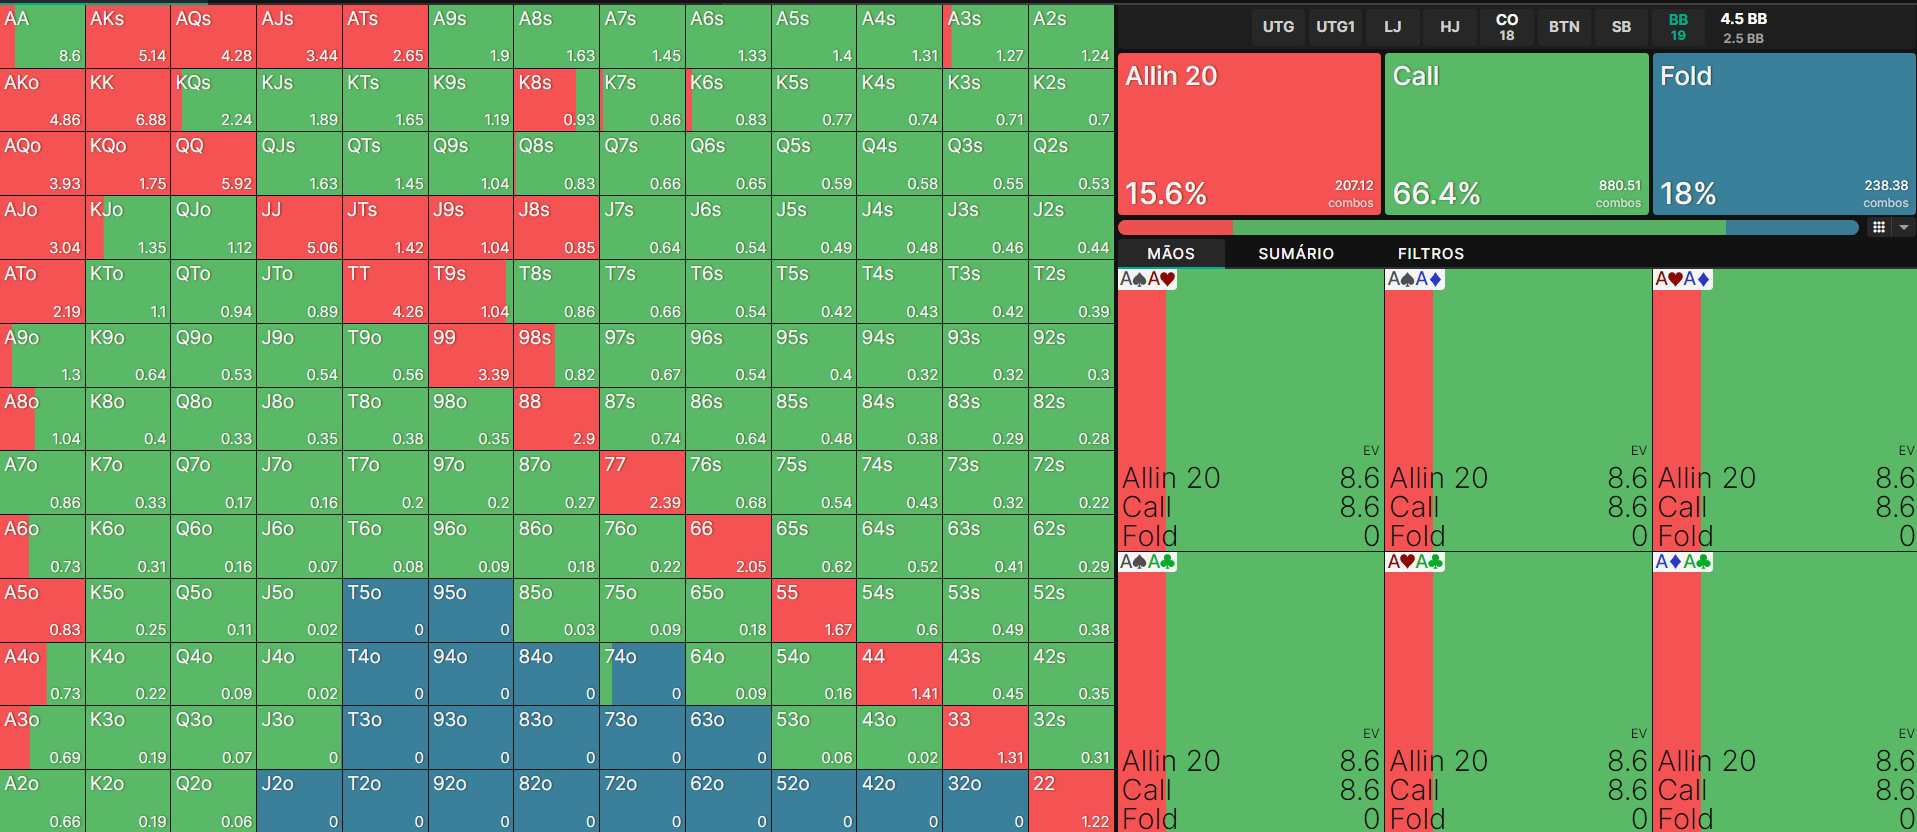 AA AKs AQs AJs ATs A9s A8s A7s A6s A5s A4s A3s A2s
8.6 5.14 4.28 3.44 2.65 1.9 1.63 1.45 1.33 1.4 1.31 1.27 1.24
AKo KK KQs KJs KTs K9s K8s K7s K6s K5s K4s K3s K2s
4.86 6.88 2.24 1.89 1.65 1.19 0.93 0.86 0.83 0.77 0.74 0.71 0.7
AQo KQo QQ QJs QTs Q9s Q8s Q7s Q6s Q5s Q4s Q3s Q2s
3.93 1.75 5.92 1.63 1.45 1.04 0.83 0.66 0.65 0.59 0.58 0.55 0.53
AJo KJo QJo JJ JTs J9s J8s J7s J6s J5s J4s J3s J2s
3.04 1.35 1.12 5.06 1.42 1.04 0.85 0.64 0.54 0.49 0.48 0.46 0.44
ATo KTo QTo JTo TT T9s T8s T7s T6s T5s T4s T3s T2s
2.19 1.1 0.94 0.89 4.26 1.04 0.86 0.66 0.54 0.42 0.43 0.42 0.39
A9o K9o Q9o J9o T9o 99 98s 97s 96s 95s 94s 93s 92s
1.3 0.64 0.53 0.54 0.56 3.39 0.82 0.67 0.54 0.4 0.32 0.32 0.3
A8o K8o Q8o J8o T8o 98o 88 87s 86s 85s 84s 83s 82s
1.04 0.4 0.33 0.35 0.38 0.35 2.9 0.74 0.64 0.48 0.38 0.29 0.28
A7o K7o Q7o J7o T7o 97o 87o 77 76s 75s 74s 73s 72s
0.86 0.33 0.17 0.16 0.2 0.2 0.27 2.39 0.68 0.54 0.43 0.32 0.22
A6o K6o Q6o J6o T6o 96o 86o 76o 66 65s 64s 63s 62s
0.73 0.31 0.16 0.07 0.08 0.09 0.18 0.22 2.05 0.62 0.52 0.41 0.29
A5o K5o Q5o J5o T5o 95o 85o 75o 65o 55 54s 53s 52s
0.83 0.25 0.11 0.02 0 0 0.03 0.09 0.18 1.67 0.6 0.49 0.38
A4o K4o Q4o J4o T4o 94o 84o 74o 64o 54o 44 43s 42s
0.73 0.22 0.09 0.02 0 0 0 0 0.09 0.16 1.41 0.45 0.35
A3o K3o Q3o J3o T3o 93o 83o 73o 63o 53o 43o 33 32s
0.69 0.19 0.07 0 0 0 0 0 0 0.06 0.02 1.31 0.31
A2o K2o Q2o J2o T2o 92o 82o 72o 62o 52o 42o 32o 22
0.66 0.19 0.06 0 0 0 0 0 0 0 0 0 1.22
UTG UTG1 LJ HJ CO BTN SB BB 4.5 BB
18 19 2.5 BB
Allin 20 Call Fold
15.6% 207.12 66.4% 880.51 18% 238.38
combos combos combos
MÃOS SUMÁRIO FILTROS
A♠A♥ A♠A♦ A♥A♦
EV EV EV
Allin 20 8.6 Allin 20 8.6 Allin 20 8.6
Call 8.6 Call 8.6 Call 8.6
Fold 0 Fold 0 Fold 0
A♠A♣ A♥A♣ A♦A♣
EV EV EV
Allin 20 8.6 Allin 20 8.6 Allin 20 8.6
Call 8.6 Call 8.6 Call 8.6
Fold 0 Fold 0 Fold 0